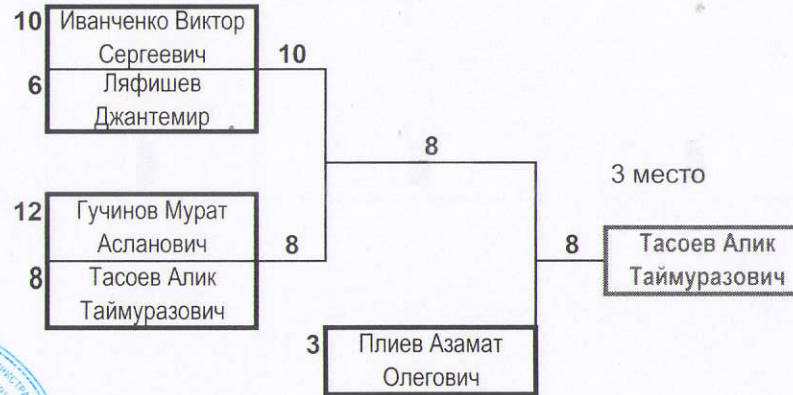 10 Иванченко Виктор
Сергеевич 10
6 Ляфишев
Джантемир
8
3 место
12 Гучинов Мурат
Асланович 8
8 Тасоев Алик
Таймуразович
8 Тасоев Алик
Таймуразович
3 Плиев Азамат
Олегович